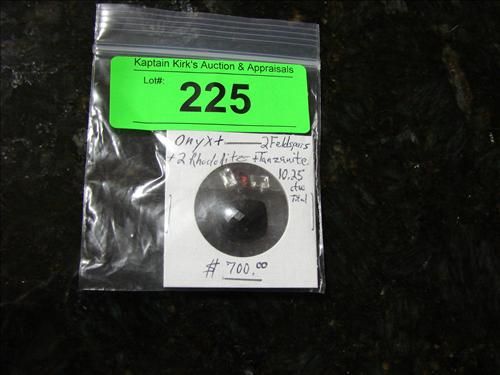 Kaptain Kirk's Auction & Appraisals
Lot#:
225
Onyx + 2 Feldspars
+ 2 Rhodolite + Tanzanite
10.25
ctw
Total
# 700.00